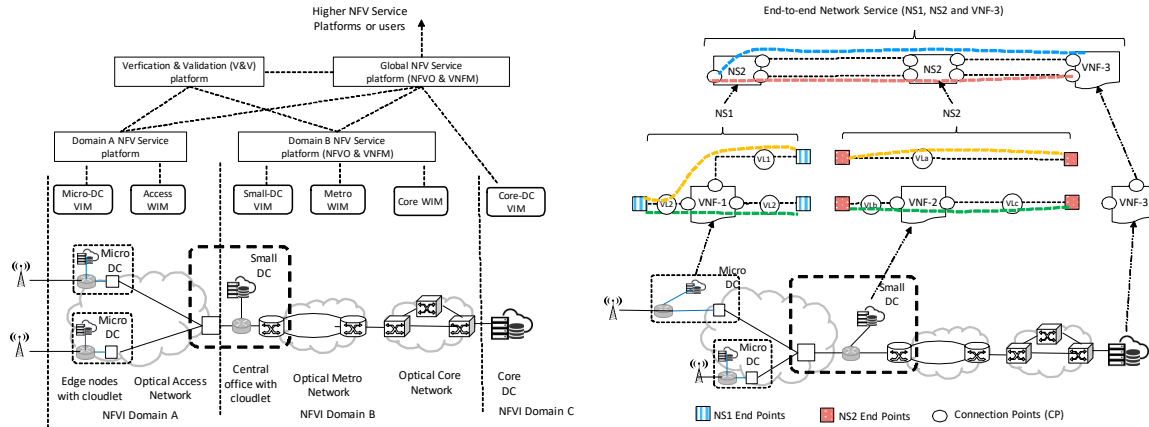 Higher NFV Service
Platforms or users
Verfication & Validation (V&V)
platform
Global NFV Service
platform (NFVO & VNFM)
Domain A NFV Service
platform
Domain B NFV Service
platform (NFVO & VNFM)
Micro-DC
VIM
Access
WIM
Small-DC
VIM
Metro
WIM
Core WIM
Core-DC
VIM
Micro
DC
Small
DC
Micro
DC
Edge nodes
with cloudlet
Optical Access
Network
Central
office with
cloudlet
Optical Metro
Network
Optical Core
Network
Core
DC
NFVI Domain A
NFVI Domain B
NFVI Domain C
End-to-end Network Service (NS1, NS2 and VNF-3)
NS2
NS2
VNF-3
NS1
NS2
VL1
VLa
VL2
VNF-1
VL2
VLb
VNF-2
VLc
VNF-3
Micro
DC
Small
DC
Micro
DC
NS1 End Points
NS2 End Points
Connection Points (CP)